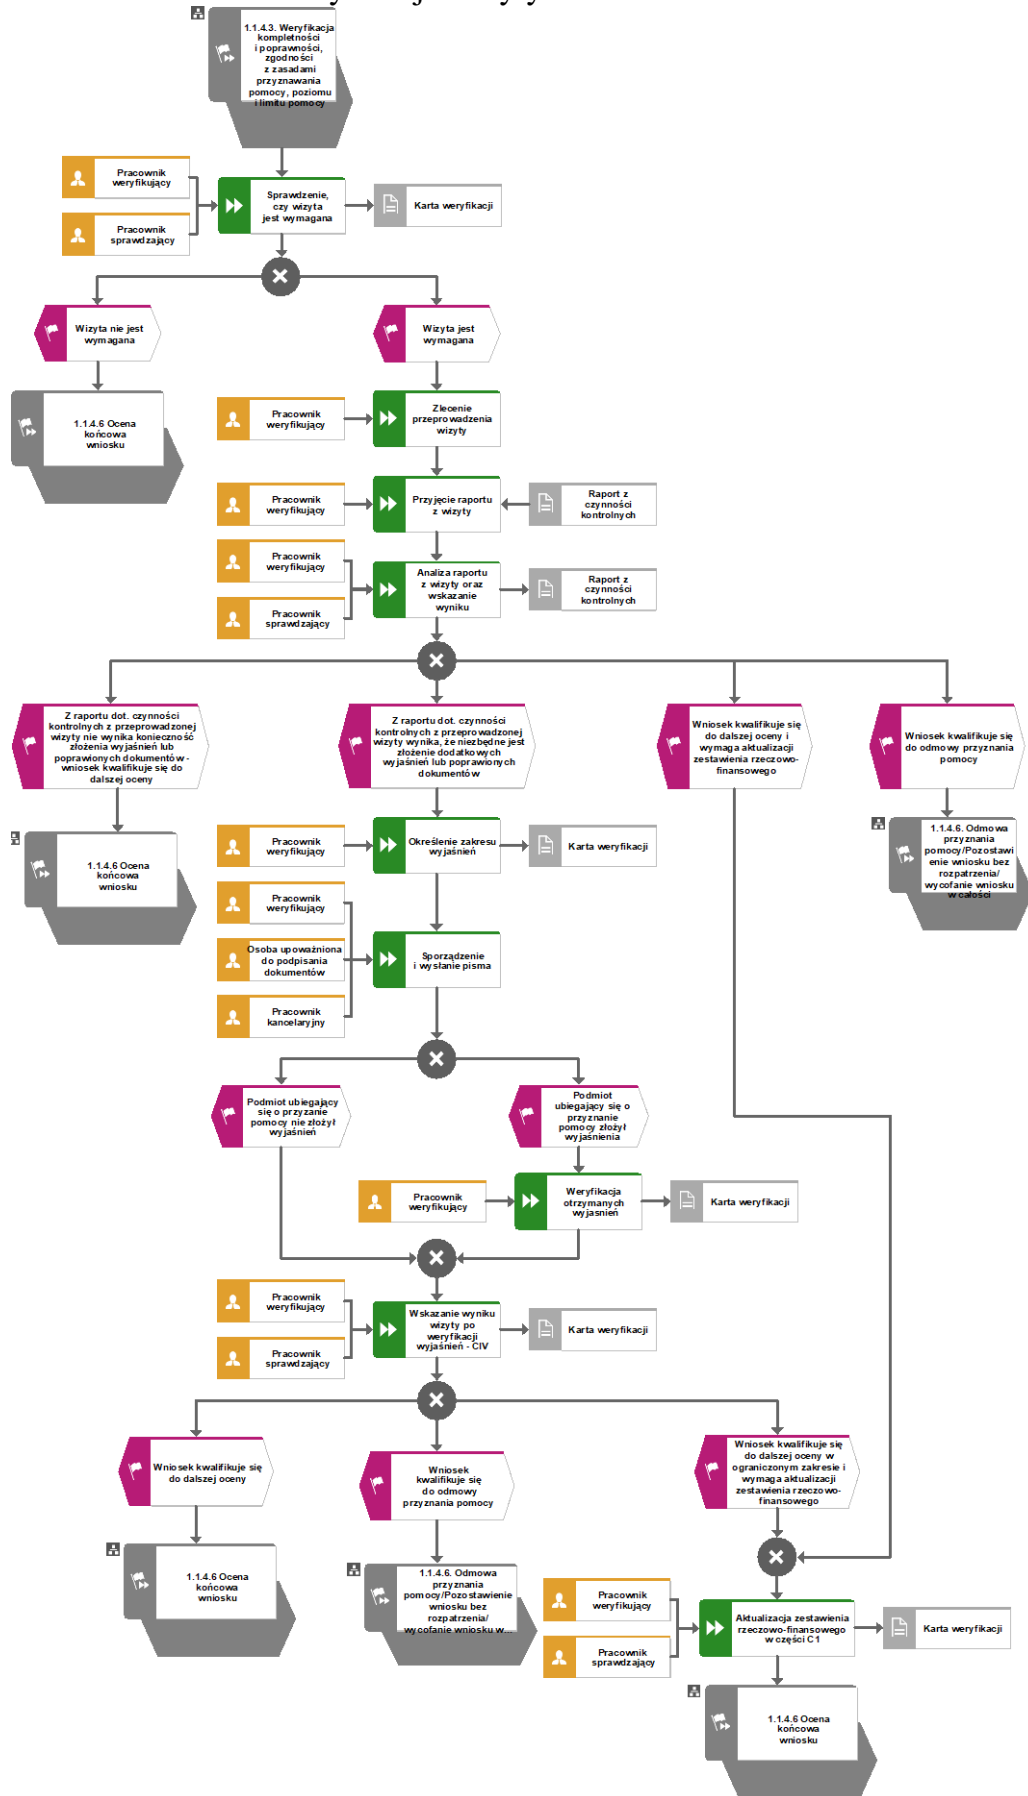 1.1.4.3. Weryfikacja
kompletności
i poprawności,
zgodności
z zasadami
przyznawania
pomocy, poziomu
i limitu pomocy
Pracownik
weryfikujący
Pracownik
sprawdzający
Sprawdzenie,
czy wizyta
jest wymagana
Karta weryfikacji
Wizyta nie jest
wymagana
Wizyta jest
wymagana
1.1.4.6 Ocena
końcowa
wniosku
Pracownik
weryfikujący
Zlecenie
przeprowadzenia
wizyty
Pracownik
weryfikujący
Przyjęcie raportu
z wizyty
Raport z
czynności
kontrolnych
Pracownik
weryfikujący
Pracownik
sprawdzający
Analiza raportu
z wizyty oraz
wskazanie
wyniku
Raport z
czynności
kontrolnych
Z raportu dot. czynności
kontrolnych z przeprowadzonej
wizyty nie wynika konieczność
złożenia wyjaśnień lub
poprawionych dokumentów -
wniosek kwalifikuje się do
dalszej oceny
Z raportu dot. czynności
kontrolnych z przeprowadzonej
wizyty wynika, że niezbędne jest
złożenie dodatkowych
wyjaśnień lub poprawionych
dokumentów
Wniosek kwalifikuje się
do dalszej oceny i
wymaga aktualizacji
zestawienia rzeczowo-
finansowego
Wniosek kwalifikuje się
do odmowy przyznania
pomocy
1.1.4.6 Ocena
końcowa
wniosku
Pracownik
weryfikujący
Określenie zakresu
wyjaśnień
Karta weryfikacji
1.1.4.6. Odmowa
przyznania
pomocy/Pozostawi
enie wniosku bez
rozpatrzenia/
wycofanie wniosku
w całości
Pracownik
weryfikujący
Osoba upoważniona
do podpisania
dokumentów
Pracownik
kancelaryjny
Sporządzenie
i wysłanie pisma
Podmiot ubiegający
się o przyzanie
pomocy nie złożył
wyjaśnień
Podmiot
ubiegający się o
przyznanie
pomocy złożył
wyjaśnienia
Pracownik
weryfikujący
Weryfikacja
otrzymanych
wyjasnień
Karta weryfikacji
Pracownik
weryfikujący
Pracownik
sprawdzający
Wskazanie wyniku
wizyty po
weryfikacji
wyjaśnień - CIV
Karta weryfikacji
Wniosek kwalifikuje się
do dalszej oceny
Wniosek
kwalifikuje się
do odmowy
przyznania pomocy
Wniosek kwalifikuje się
do dalszej oceny w
ograniczonym zakresie i
wymaga aktualizacji
zestawienia rzeczowo-
finansowego
1.1.4.6 Ocena
końcowa
wniosku
1.1.4.6. Odmowa
przyznania
pomocy/Pozostawienie
wniosku bez
rozpatrzenia/
wycofanie wniosku w...
Pracownik
weryfikujący
Pracownik
sprawdzający
Aktualizacja zestawienia
rzeczowo-finansowego
w części C1
Karta weryfikacji
1.1.4.6 Ocena
końcowa
wniosku